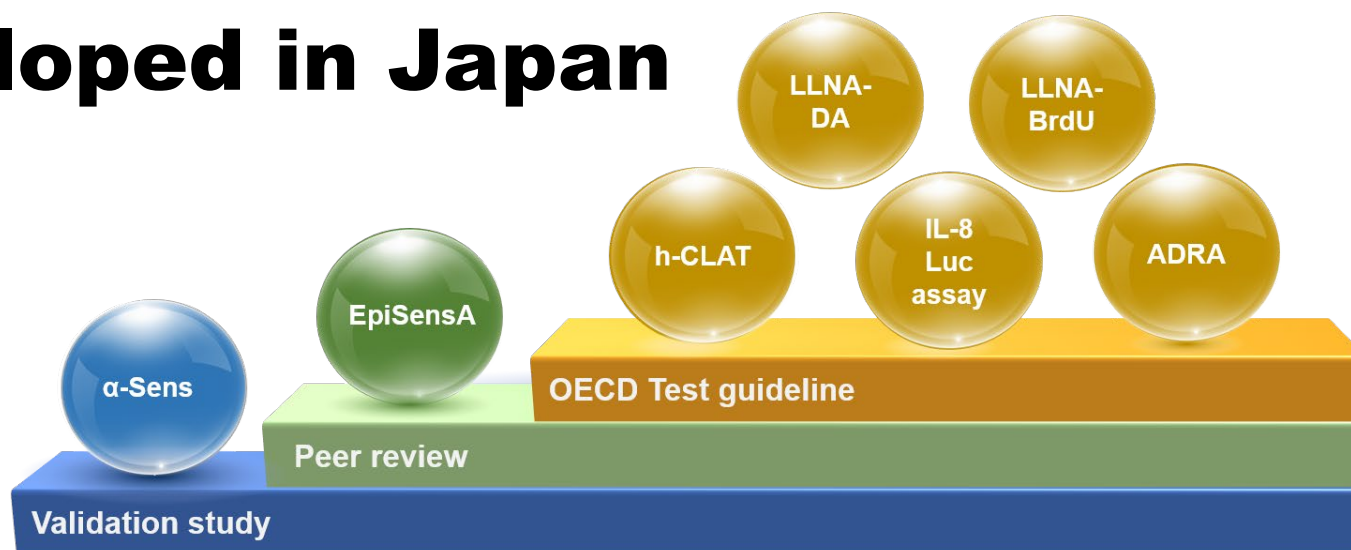 loped in Japan
LLNA-
DA
LLNA-
BrdU
h-CLAT
IL-8
Luc
assay
ADRA
EpiSensA
α-Sens
OECD Test guideline
Peer review
Validation study